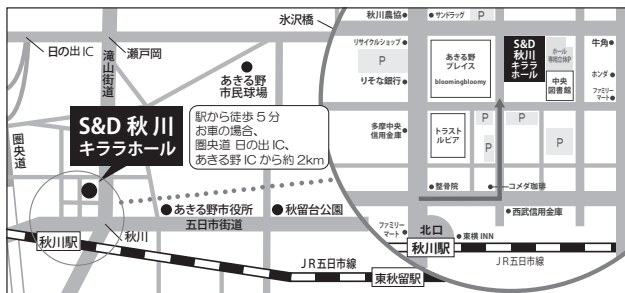 氷沢橋
日の出IC
瀬戸岡
滝山街道
あきる野
市民球場
圏央道
S&D 秋川
キララホール
駅から徒歩 5 分
お車の場合、
圏央道 日の出 IC、
あきる野 IC から約 2km
あきる野市役所
秋留台公園
五日市街道
秋川駅
秋川
JR五日市線
東秋留駅
秋川農協
サンドラッグ
P
リサイクルショップ
P
りそな銀行
あきる野
プレイス
bloomingbloomy
S&D
秋川
キララ
ホール
ホール
専用立体P
中央
図書館
牛角
ホンダ
ファミリー
マート
多摩中央
信用金庫
トラスト
ルピア
P
P
P
P
整骨院
コメダ珈琲
西武信用金庫
ファミリー
マート
北口
東横 INN
秋川駅
JR五日市線